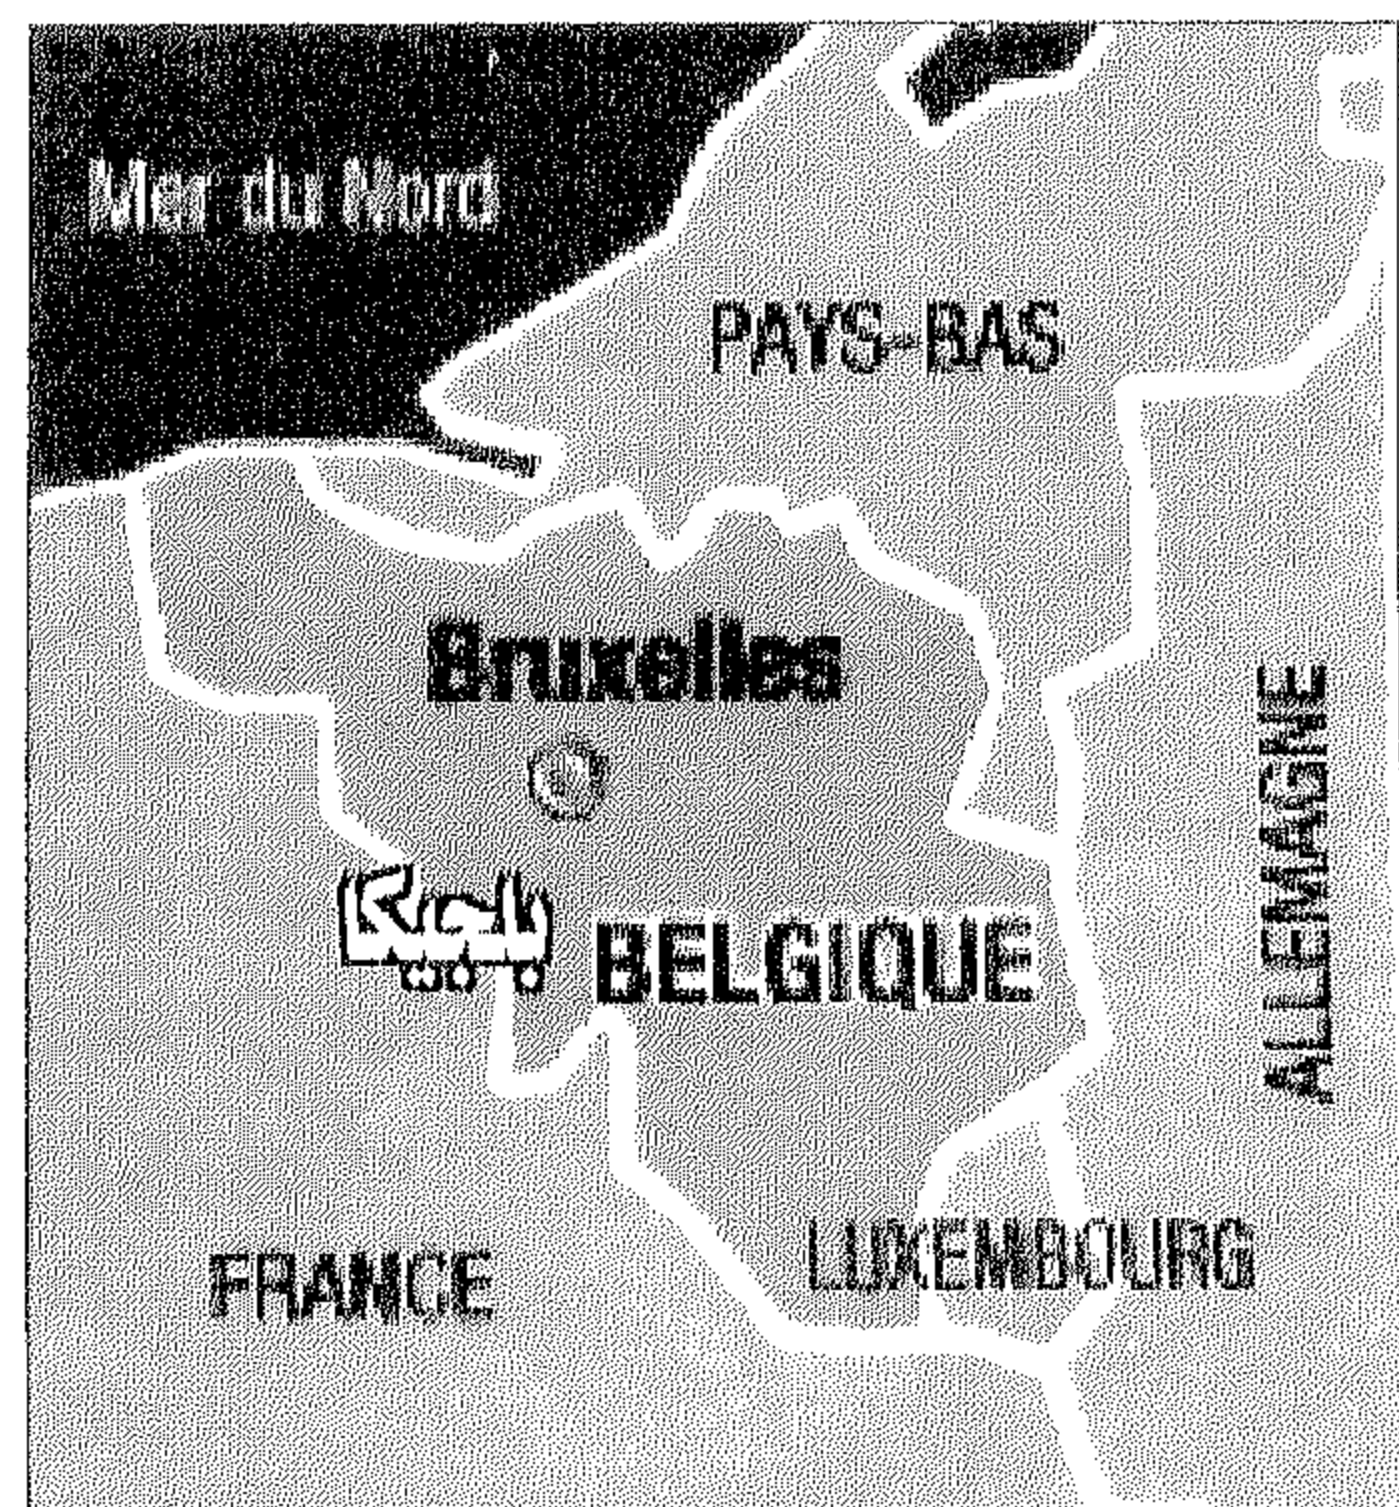 Mer du Nord
PAYS-BAS
Bruxelles
بلجيكا
BELGIQUE
ALLEMAGNE
LUXEMBOURG
FRANCE